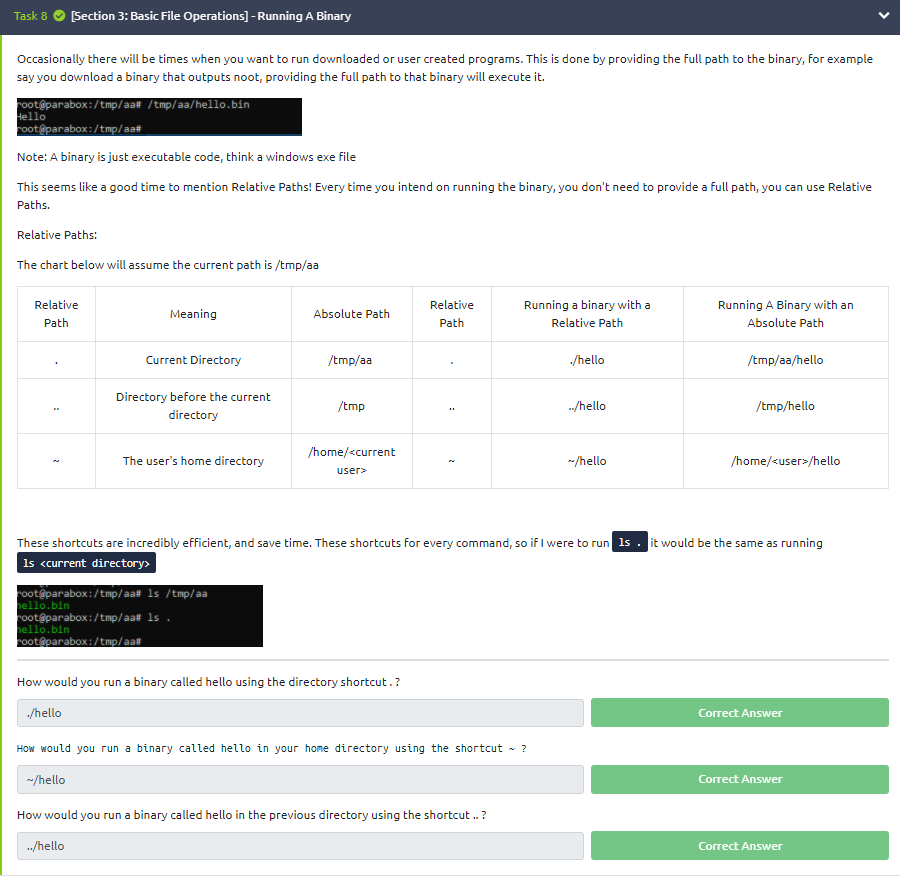 Task 8 [Section 3: Basic File Operations] - Running A Binary
Occasionally there will be times when you want to run downloaded or user created programs. This is done by providing the full path to the binary, for example
say you download a binary that outputs noot, providing the full path to that binary will execute it.
root@parabox:/tmp/aa# /tmp/aa/hello.bin
Hello
root@parabox:/tmp/aa#
Note: A binary is just executable code, think a windows exe file
This seems like a good time to mention Relative Paths! Every time you intend on running the binary, you don't need to provide a full path, you can use Relative
Paths.
Relative Paths:
The chart below will assume the current path is /tmp/aa
Relative Path | Meaning | Absolute Path | Relative Path | Running a binary with a Relative Path | Running A Binary with an Absolute Path
. | Current Directory | /tmp/aa | . | ./hello | /tmp/aa/hello
.. | Directory before the current directory | /tmp | .. | ../hello | /tmp/hello
~ | The user's home directory | /home/<current user> | ~ | ~/hello | /home/<user>/hello
These shortcuts are incredibly efficient, and save time. These shortcuts for every command, so if I were to run ls . it would be the same as running
ls <current directory>
root@parabox:/tmp/aa# ls /tmp/aa
hello.bin
root@parabox:/tmp/aa# ls .
hello.bin
root@parabox:/tmp/aa#
How would you run a binary called hello using the directory shortcut . ?
./hello
Correct Answer
How would you run a binary called hello in your home directory using the shortcut ~ ?
~/hello
Correct Answer
How would you run a binary called hello in the previous directory using the shortcut .. ?
../hello
Correct Answer